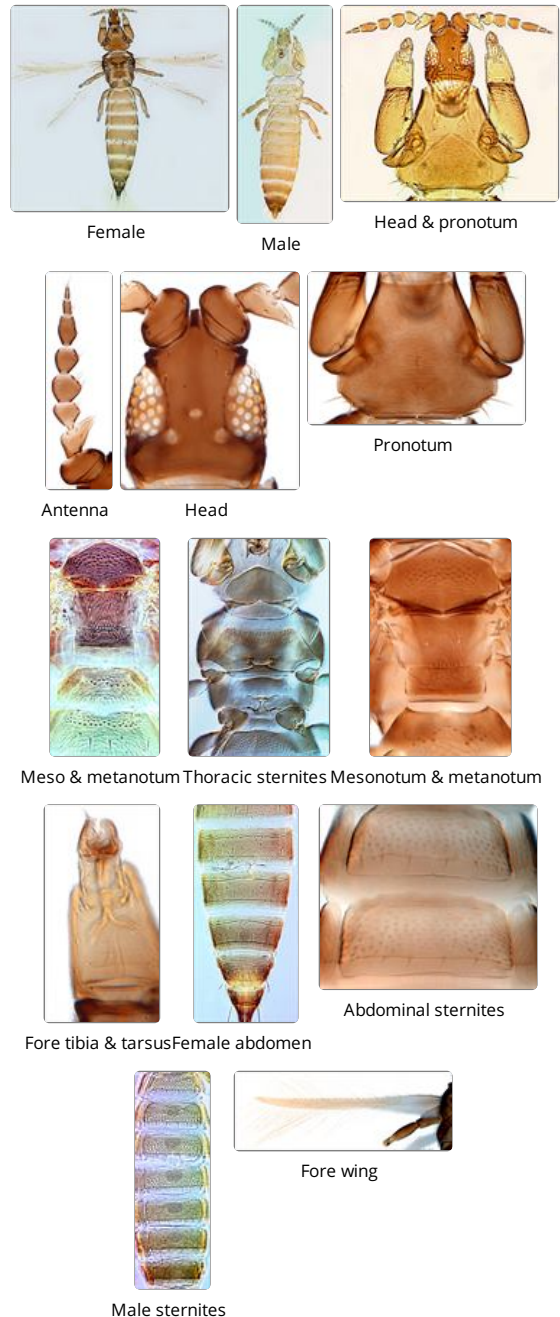 Female
Male
Head & pronotum
Antenna
Head
Pronotum
Meso & metanotum
Thoracic sternites
Mesonotum & metanotum
Fore tibia & tarsus
Female abdomen
Abdominal sternites
Male sternites
Fore wing